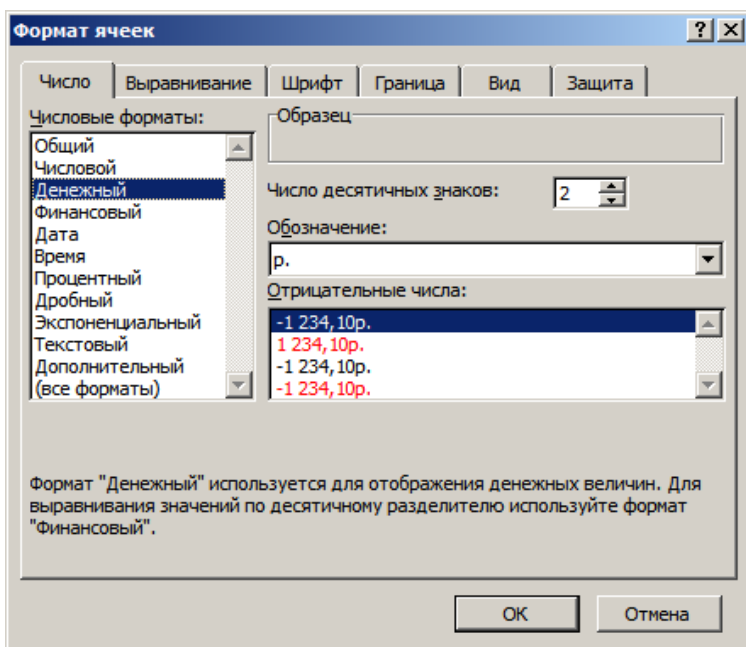 Формат ячеек
Число Выравнивание Шрифт Граница Вид Защита
Числовые форматы:
Общий
Числовой
Денежный
Финансовый
Дата
Время
Процентный
Дробный
Экспоненциальный
Текстовый
Дополнительный
(все форматы)
Образец
Число десятичных знаков: 2
Обозначение:
р.
Отрицательные числа:
-1 234,10р.
1 234,10р.
-1 234,10р.
-1 234,10р.
Формат "Денежный" используется для отображения денежных величин. Для
выравнивания значений по десятичному разделителю используйте формат
"Финансовый".
ОК Отмена